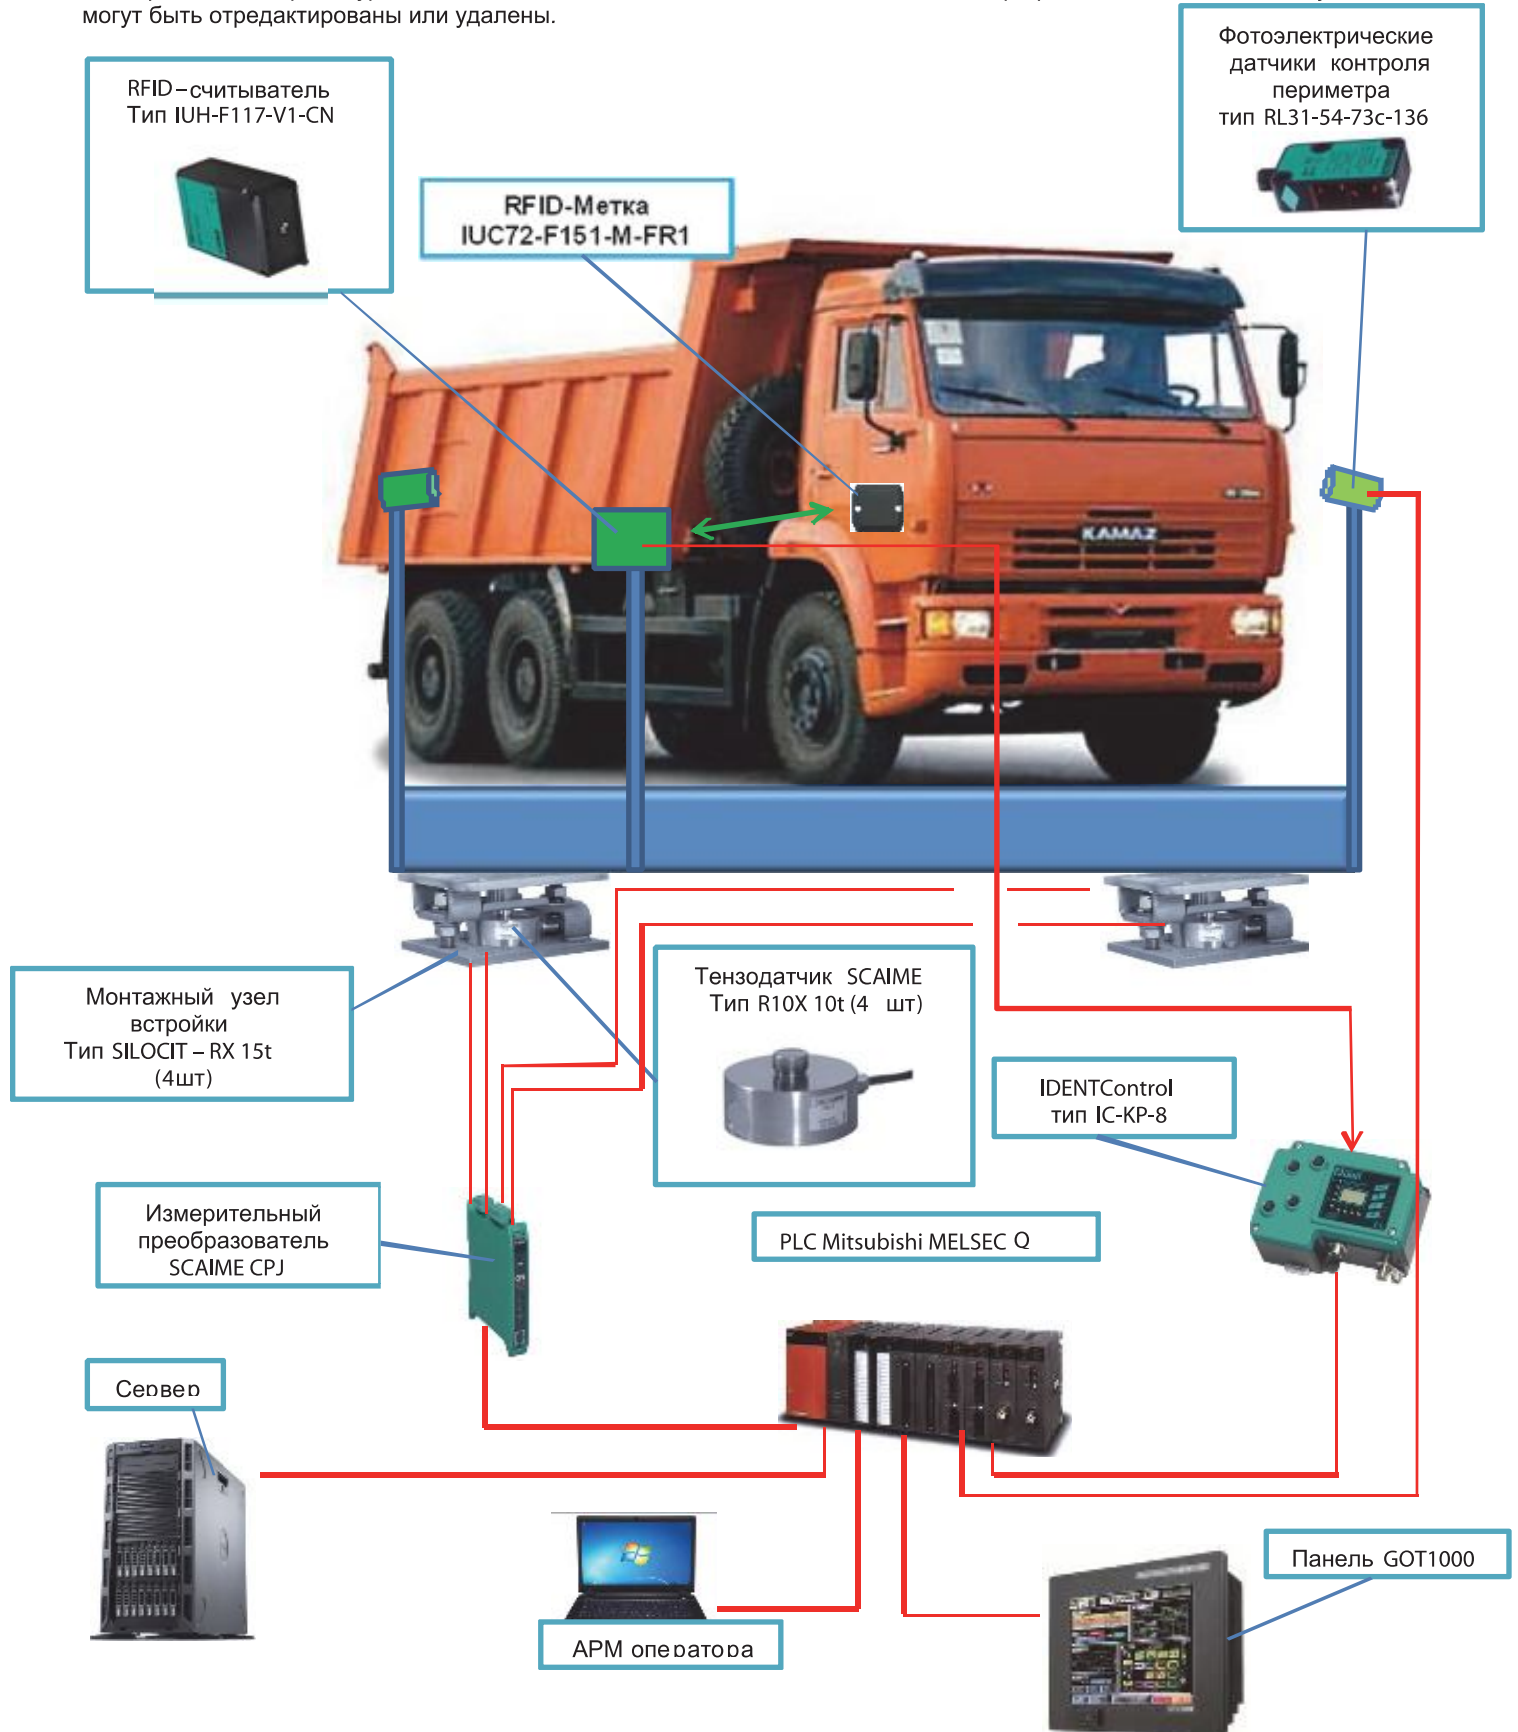 могут быть отредактированы или удалены.
Фотоэлектрические
датчики контроля
периметра
тип RL31-54-73c-136
RFID-считыватель
Тип IUH-F117-V1-CN
RFID-Метка
IUC72-F151-M-FR1
KAMAZ
Тензодатчик SCAIME
Тип R10X 10t (4 шт)
Монтажный узел
встройки
Тип SILOCIT – RX 15t
(4шт)
IDENTControl
тип IC-KP-8
Измерительный
преобразователь
SCAIME CPJ
PLC Mitsubishi MELSEC Q
Сервер
Панель GOT1000
АРМ оператора